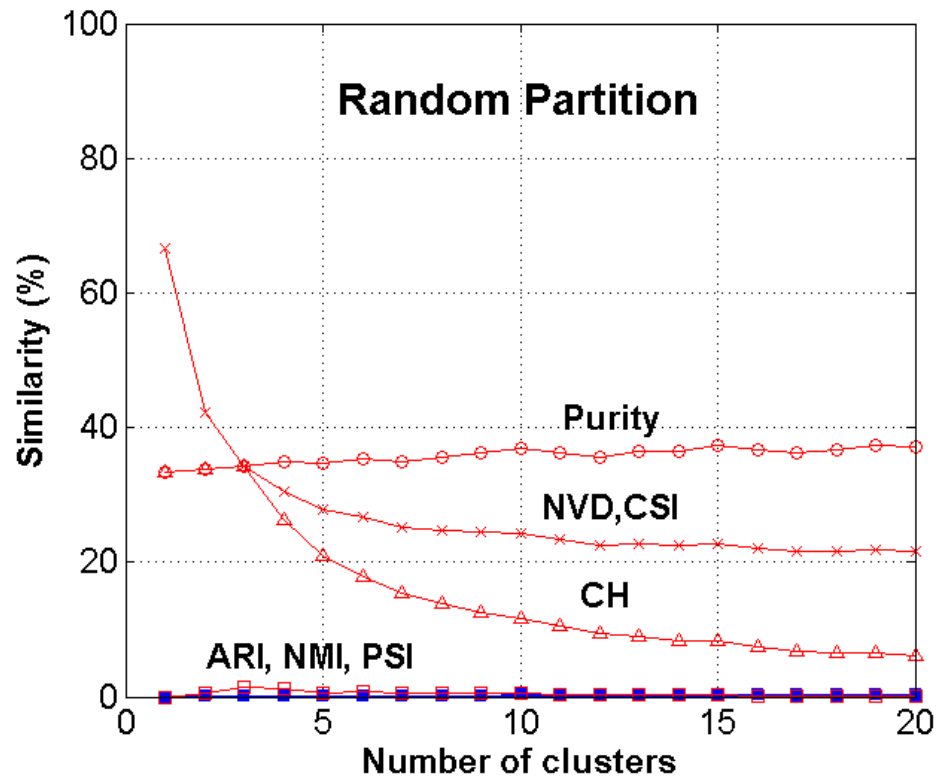 100
Random Partition
80
60
Similarity (%)
40
Purity
NVD,CSI
20
CH
ARI, NMI, PSI
0
0 5 10 15 20
Number of clusters